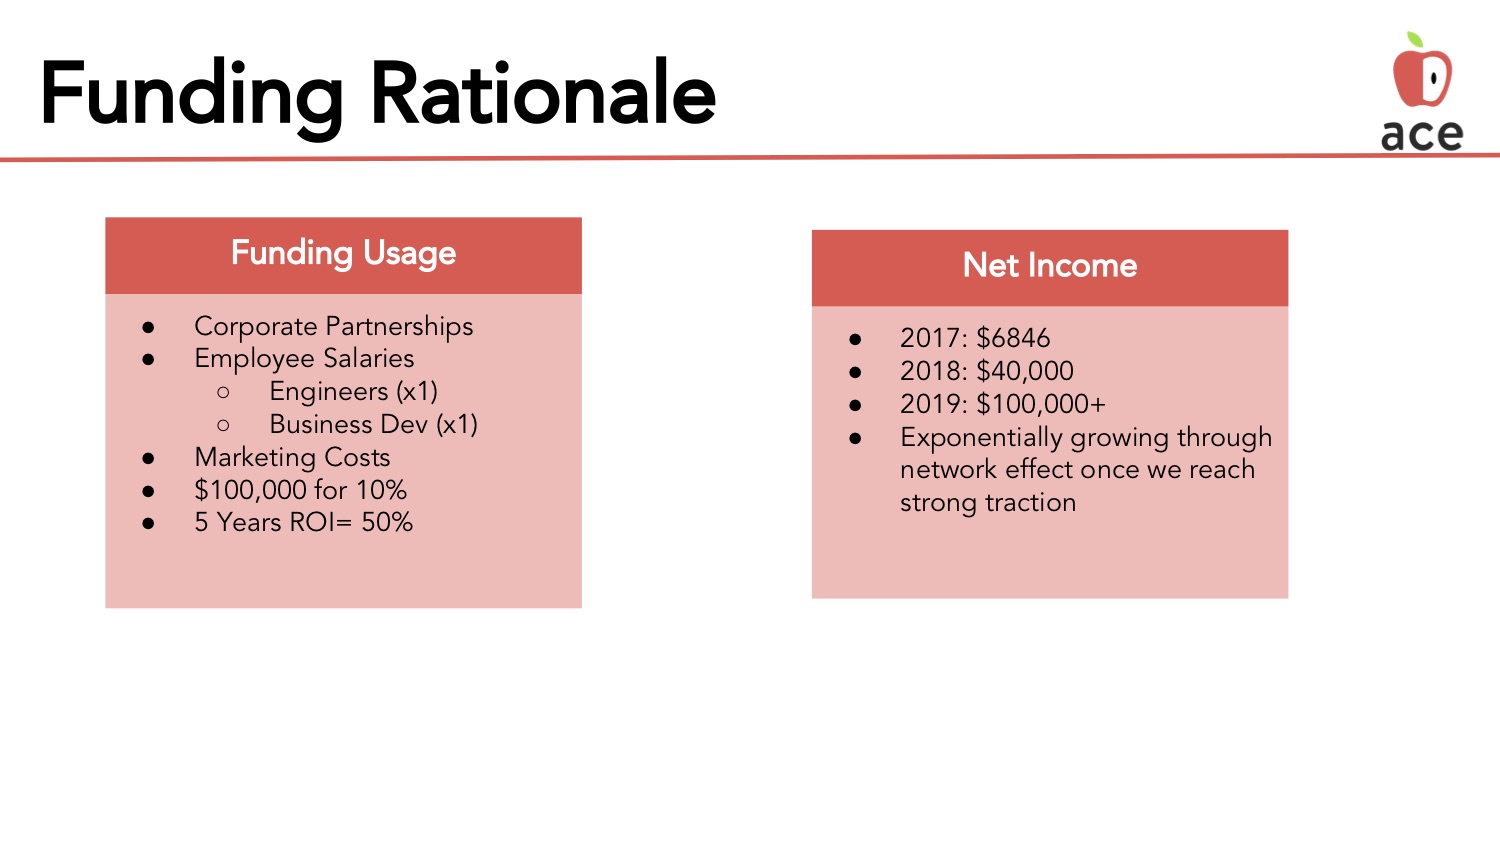 Funding Rationale
ace
Funding Usage
● Corporate Partnerships
● Employee Salaries
○ Engineers (x1)
○ Business Dev (x1)
● Marketing Costs
● $100,000 for 10%
● 5 Years ROI= 50%
Net Income
● 2017: $6846
● 2018: $40,000
● 2019: $100,000+
● Exponentially growing through
network effect once we reach
strong traction